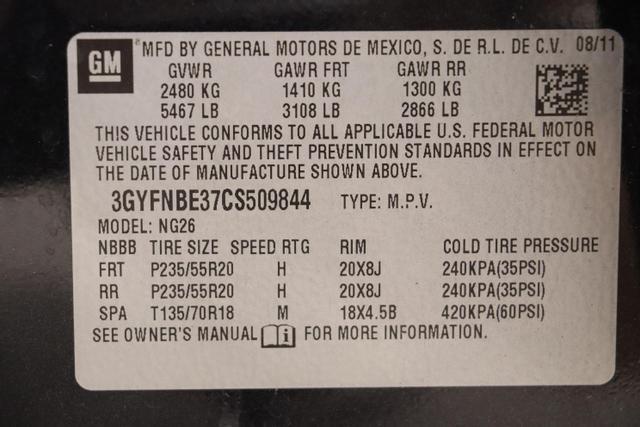 GM MFD BY GENERAL MOTORS DE MEXICO, S. DE R.L. DE C.V. 08/11
GVWR GAWR FRT GAWR RR
2480 KG 1410 KG 1300 KG
5467 LB 3108 LB 2866 LB
THIS VEHICLE CONFORMS TO ALL APPLICABLE U.S. FEDERAL MOTOR
VEHICLE SAFETY AND THEFT PREVENTION STANDARDS IN EFFECT ON
THE DATE OF MANUFACTURE SHOWN ABOVE.
3GYFNBE37CS509844 TYPE: M.P.V.
MODEL: NG26
NBBB TIRE SIZE SPEED RTG RIM COLD TIRE PRESSURE
FRT P235/55R20 H 20X8J 240KPA(35PSI)
RR P235/55R20 H 20X8J 240KPA(35PSI)
SPA T135/70R18 M 18X4.5B 420KPA(60PSI)
SEE OWNER'S MANUAL i FOR MORE INFORMATION.